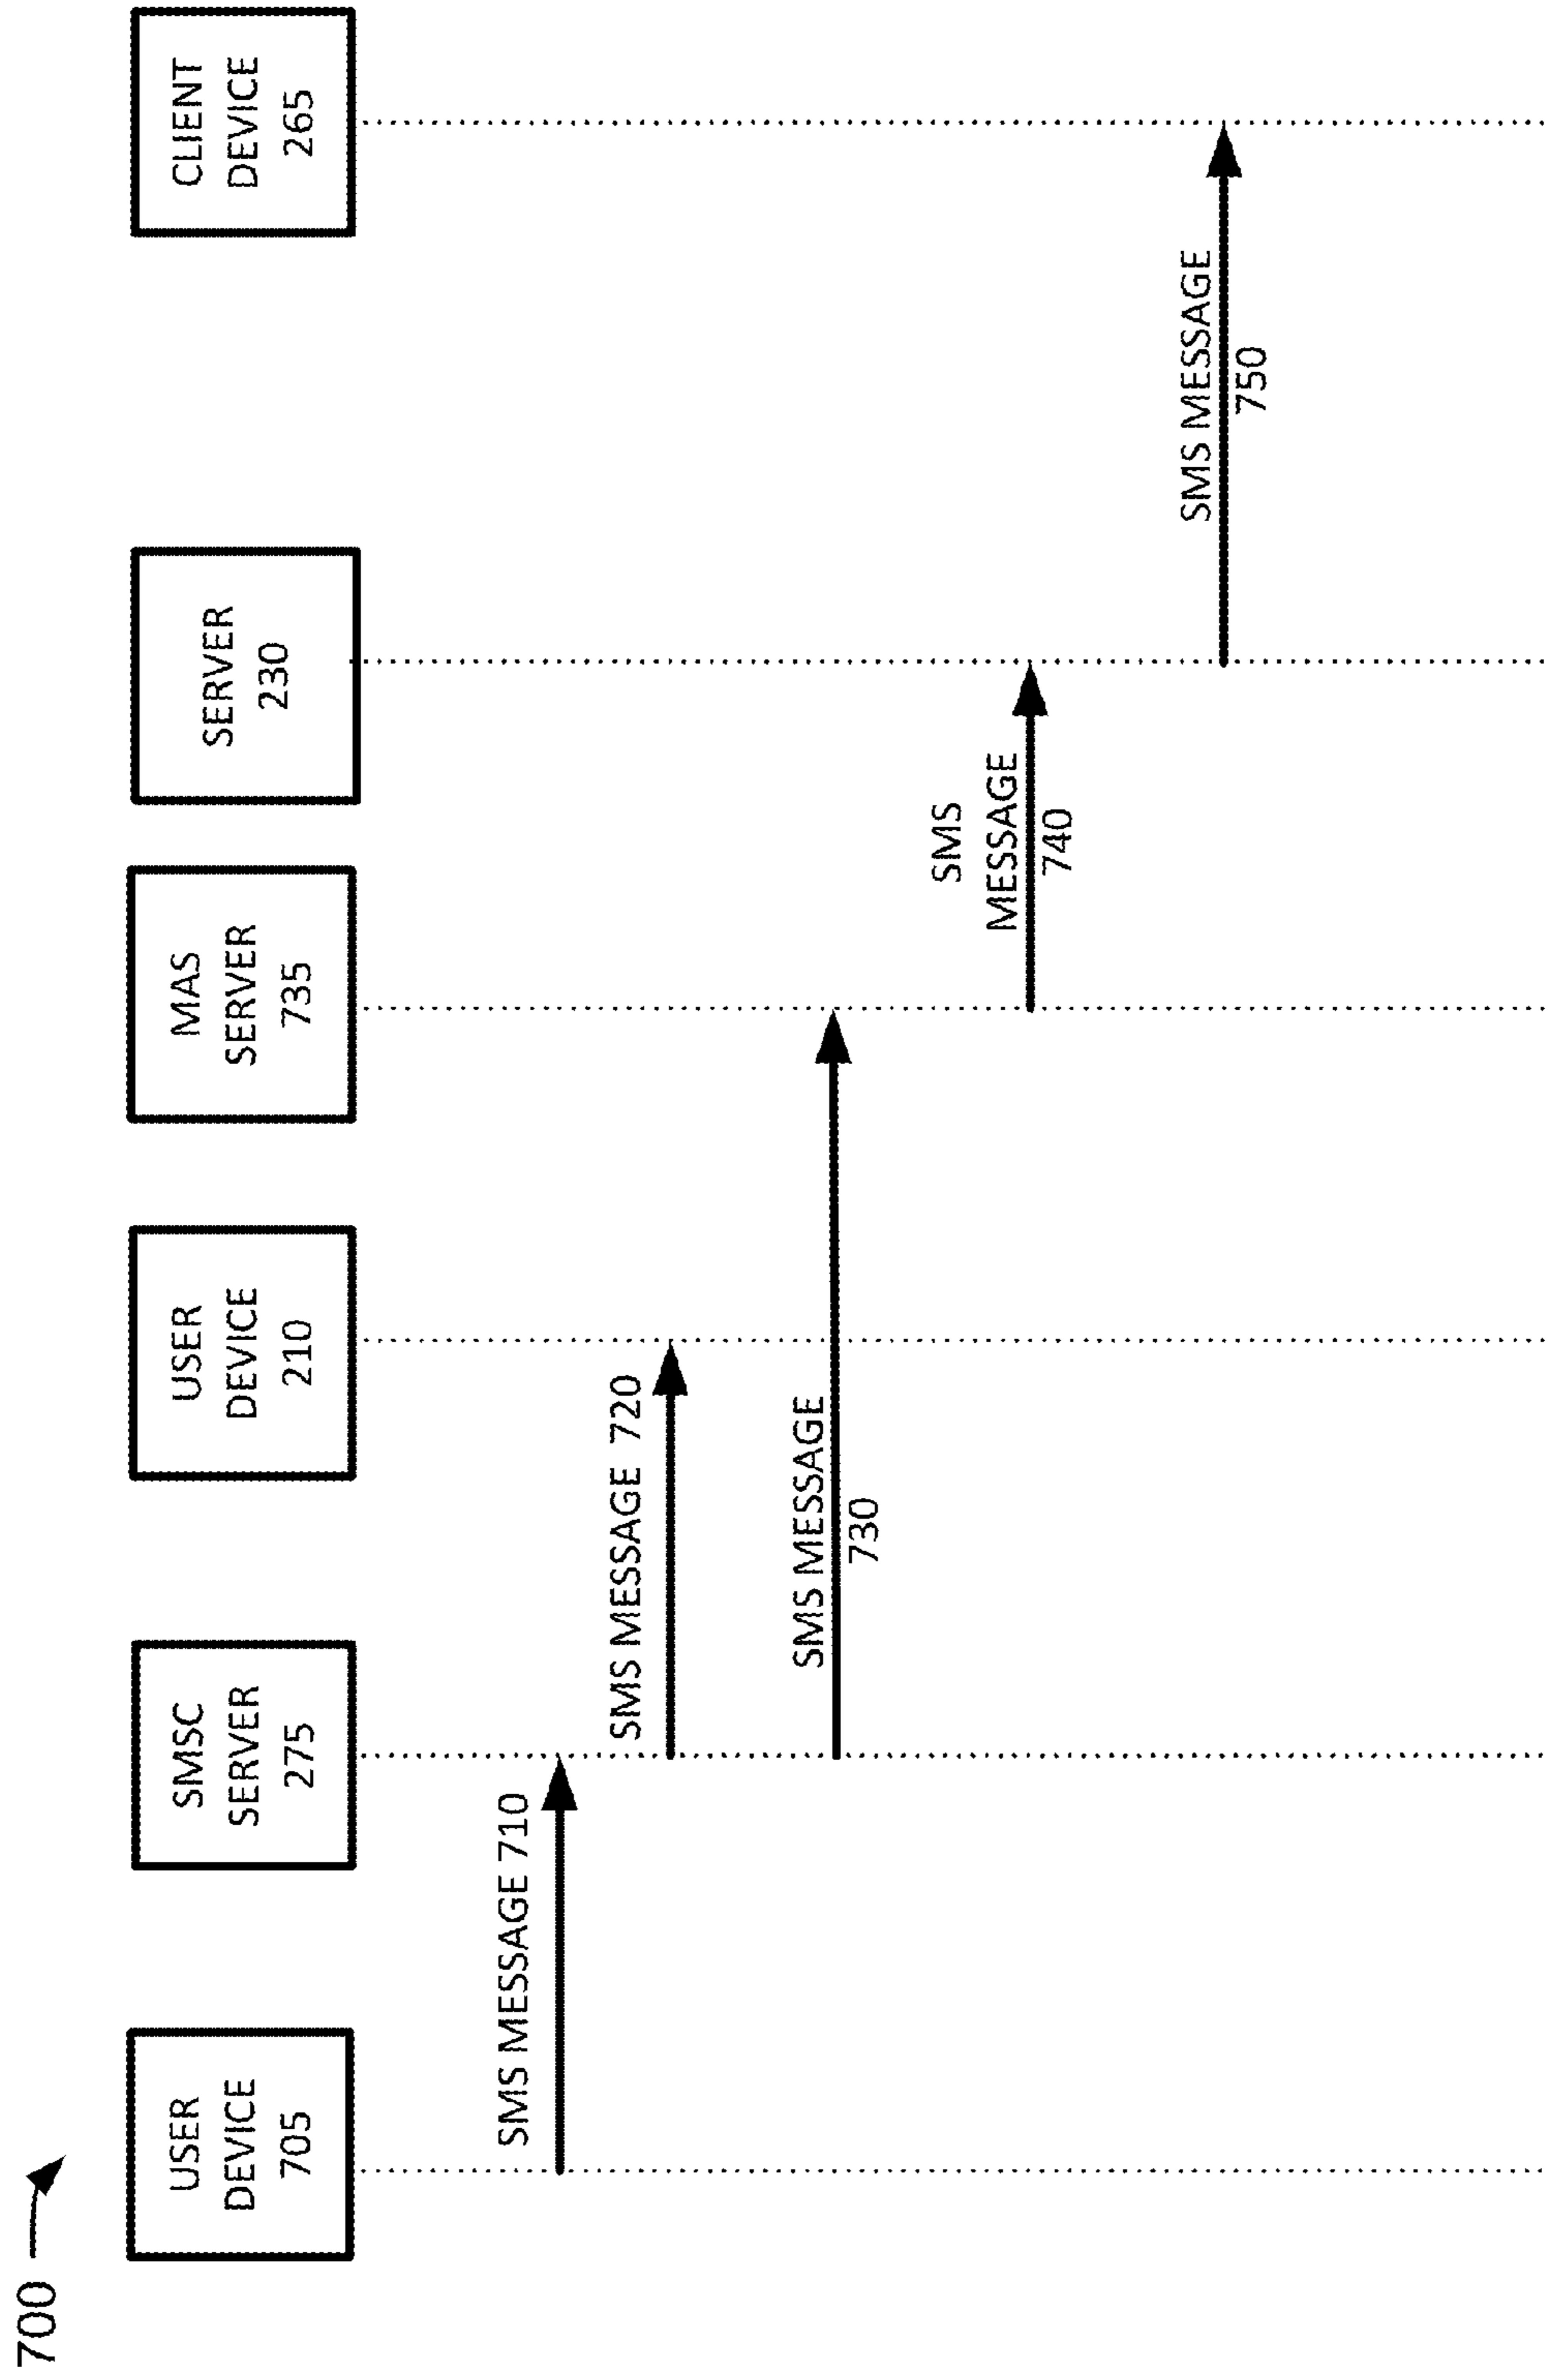 700
USER
DEVICE
705
SMSC
SERVER
275
USER
DEVICE
210
MAS
SERVER
735
SERVER
230
CLIENT
DEVICE
265
SMS MESSAGE 710
SMS MESSAGE 720
SMS MESSAGE
730
SMS
MESSAGE
740
SMS MESSAGE
750